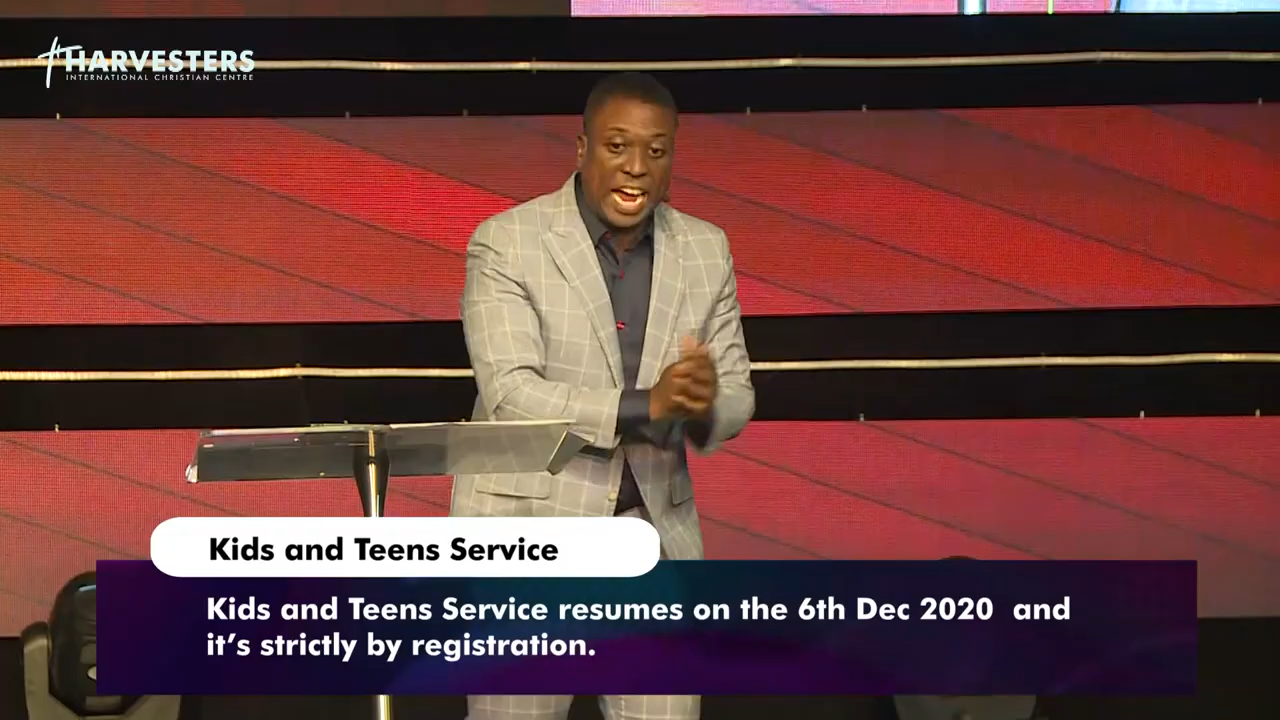 HARVESTERS
INTERNATIONAL CHRISTIAN CENTRE
Kids and Teens Service
Kids and Teens Service resumes on the 6th Dec 2020 and
it's strictly by registration.